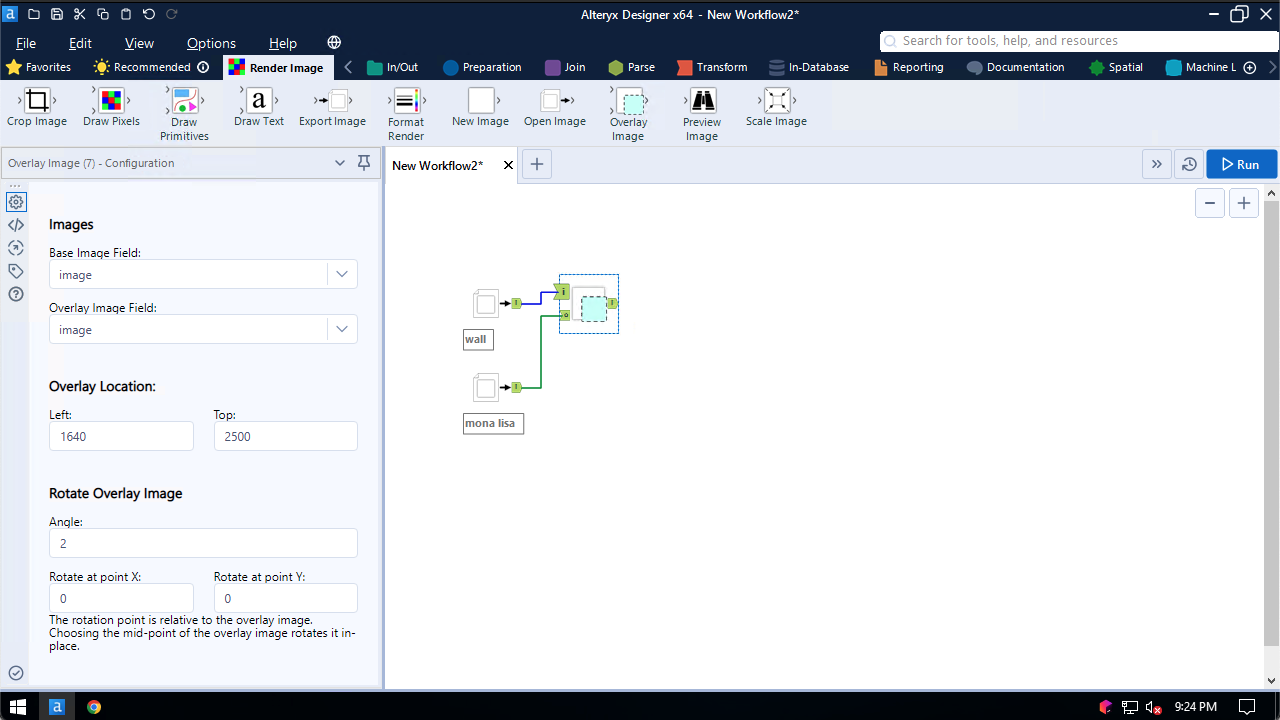 Alteryx Designer x64 - New Workflow2*
File Edit View Options Help
Search for tools, help, and resources
Favorites Recommended Render Image In/Out Preparation Join Parse Transform In-Database Reporting Documentation Spatial Machine L
Crop Image Draw Pixels Draw Primitives Draw Text Export Image Format Render New Image Open Image Overlay Image Preview Image Scale Image
Overlay Image (7) - Configuration
New Workflow2*
Run
Images
Base Image Field:
image
Overlay Image Field:
image
Overlay Location:
Left: Top:
1640 2500
Rotate Overlay Image
Angle:
2
Rotate at point X: Rotate at point Y:
0 0
The rotation point is relative to the overlay image.
Choosing the mid-point of the overlay image rotates it in-
place.
wall
mona lisa
9:24 PM